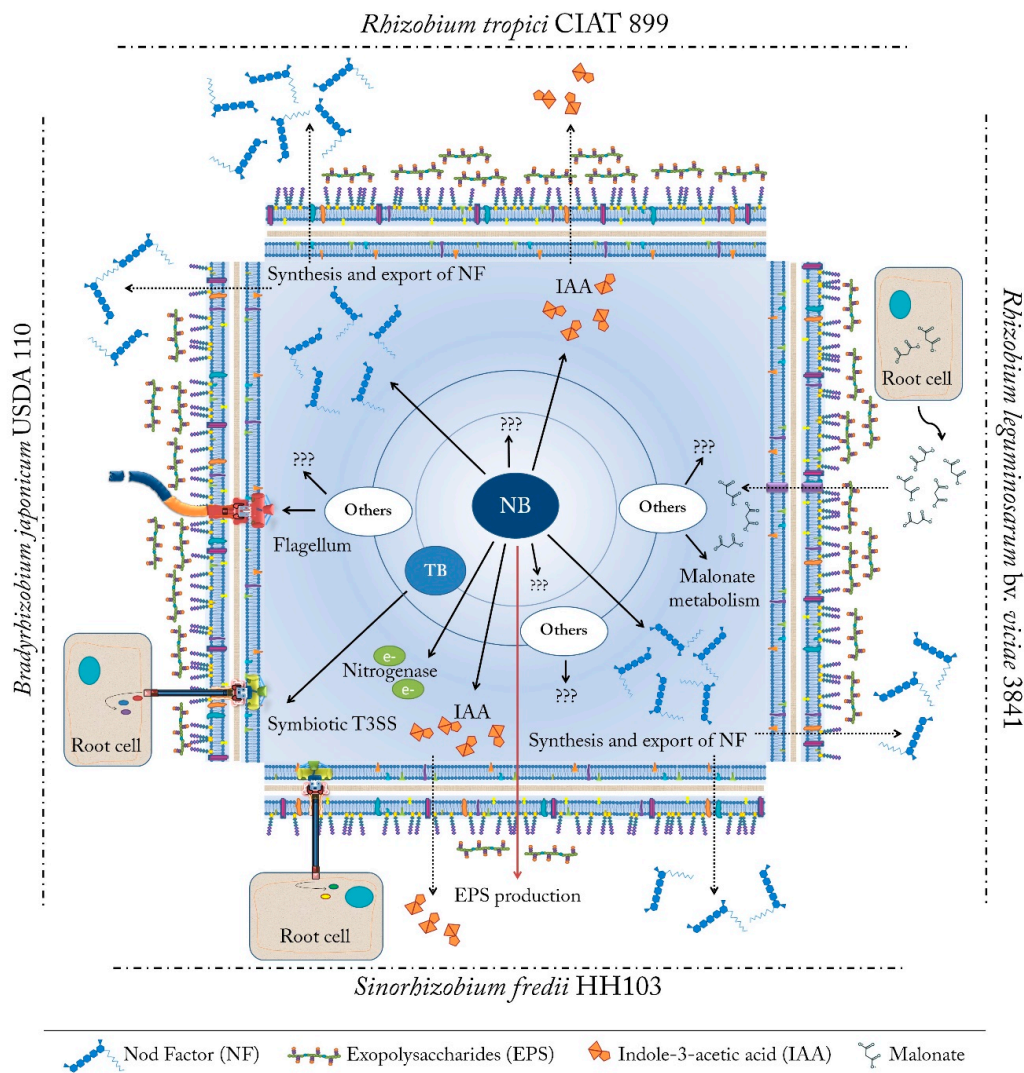 Rhizobium tropici CIAT 899
Synthesis and export of NF
IAA
Root cell
Bradyrhizobium japonicum USDA 110
Rhizobium leguminosarum bv. viciae 3841
???
???
???
Others
NB
Others
Flagellum
Malonate
metabolism
TB
???
Others
Nitrogenase
e-
e-
???
IAA
Symbiotic T3SS
Synthesis and export of NF
Root cell
EPS production
Root cell
Sinorhizobium fredii HH103
Nod Factor (NF)
Exopolysaccharides (EPS)
Indole-3-acetic acid (IAA)
Malonate